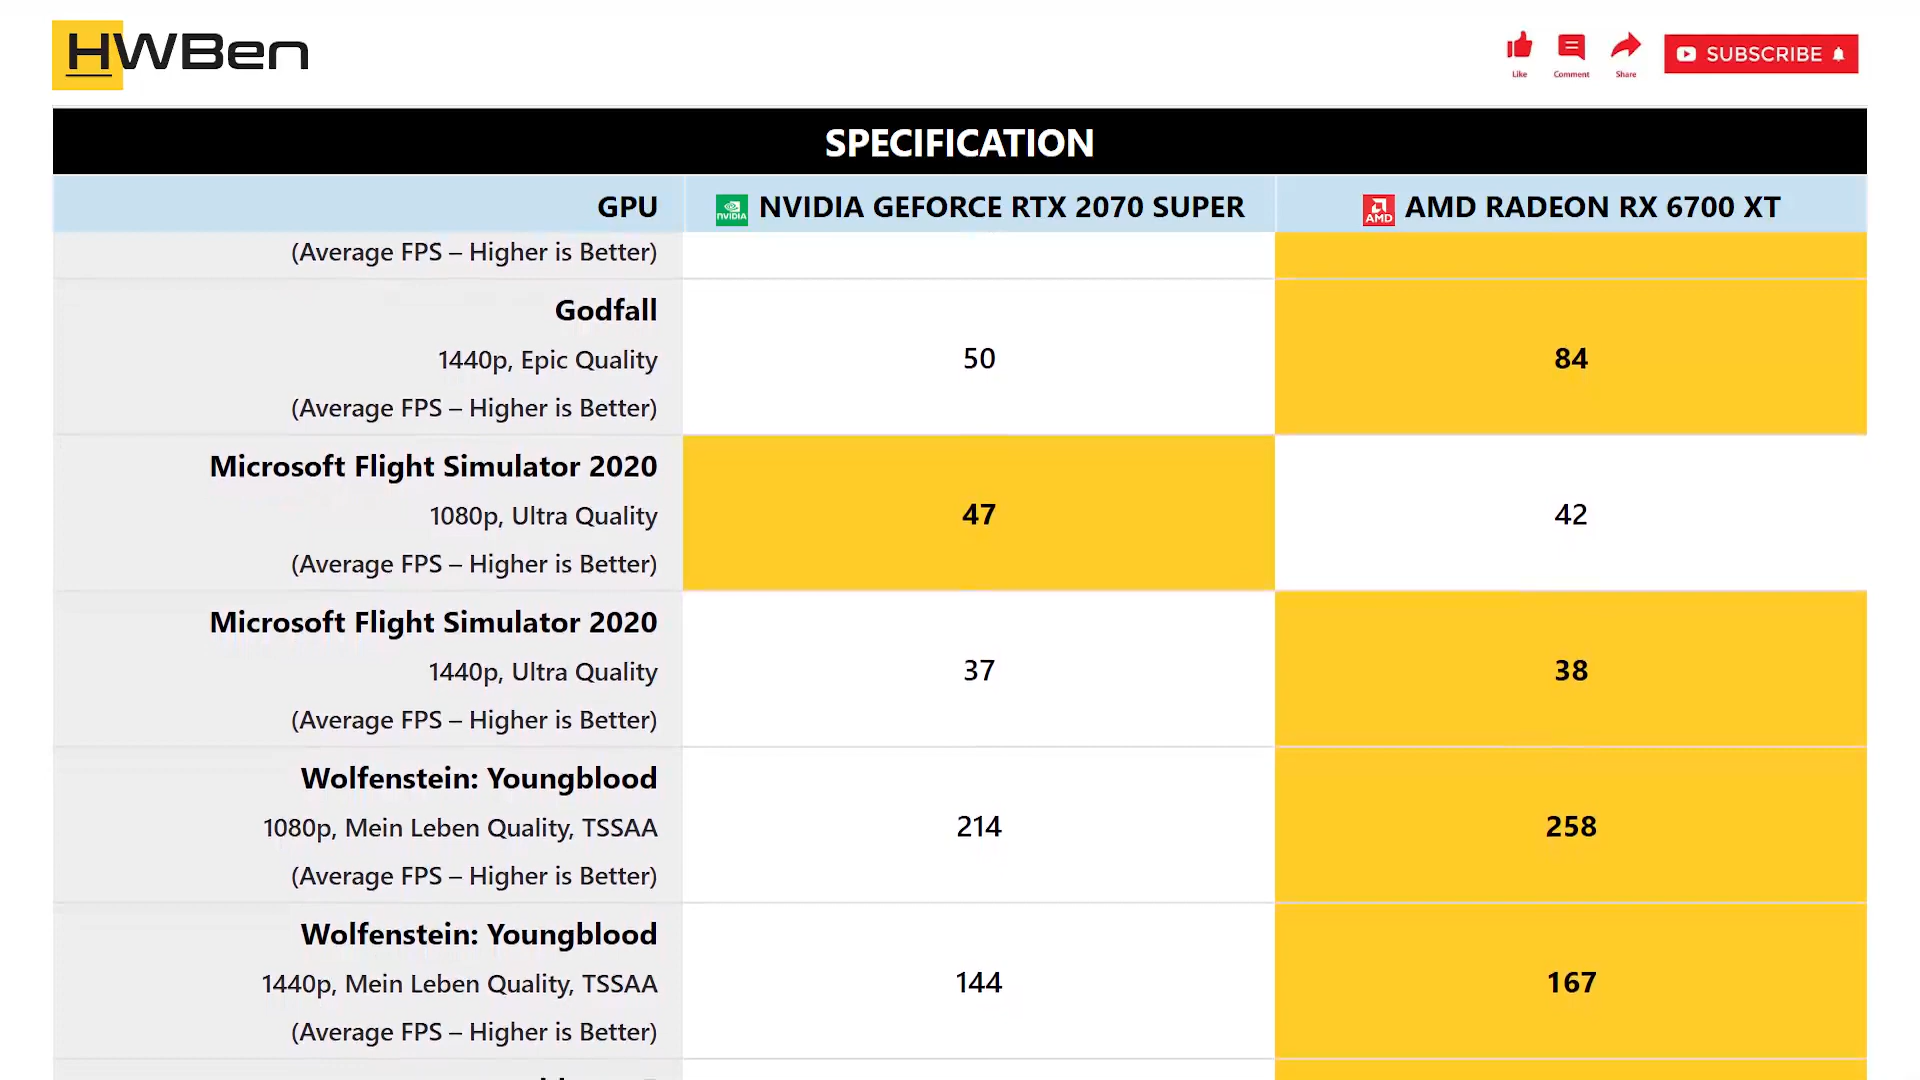 HWBen
Like
Comment
Share
SUBSCRIBE
SPECIFICATION
GPU
NVIDIA
NVIDIA GEFORCE RTX 2070 SUPER
AMD
AMD RADEON RX 6700 XT
(Average FPS – Higher is Better)
Godfall
1440p, Epic Quality
(Average FPS – Higher is Better)
50
84
Microsoft Flight Simulator 2020
1080p, Ultra Quality
(Average FPS – Higher is Better)
47
42
Microsoft Flight Simulator 2020
1440p, Ultra Quality
(Average FPS – Higher is Better)
37
38
Wolfenstein: Youngblood
1080p, Mein Leben Quality, TSSAA
(Average FPS – Higher is Better)
214
258
Wolfenstein: Youngblood
1440p, Mein Leben Quality, TSSAA
(Average FPS – Higher is Better)
144
167